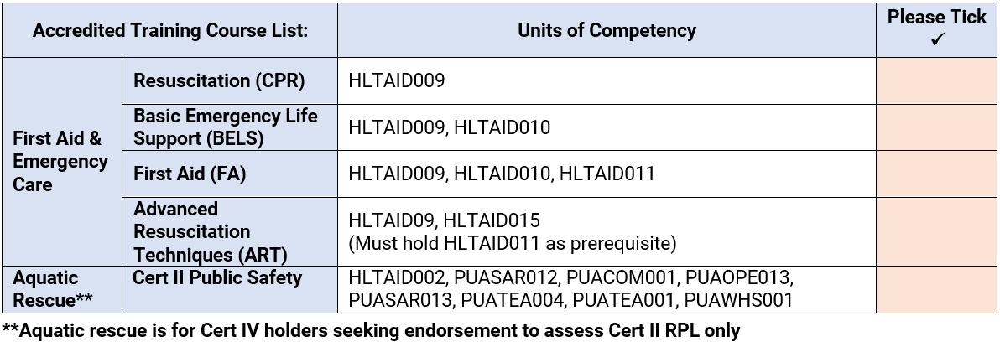 Accredited Training Course List: Units of Competency Please Tick
✓
First Aid &
Emergency
Care
Resuscitation (CPR) HLTAID009
Basic Emergency Life
Support (BELS)
HLTAID009, HLTAID010
First Aid (FA) HLTAID009, HLTAID010, HLTAID011
Advanced
Resuscitation
Techniques (ART)
HLTAID09, HLTAID015
(Must hold HLTAID011 as prerequisite)
Aquatic
Rescue**
Cert II Public Safety
HLTAID002, PUASAR012, PUACOM001, PUAOPE013,
PUASAR013, PUATEA004, PUATEA001, PUAWHS001
**Aquatic rescue is for Cert IV holders seeking endorsement to assess Cert II RPL only